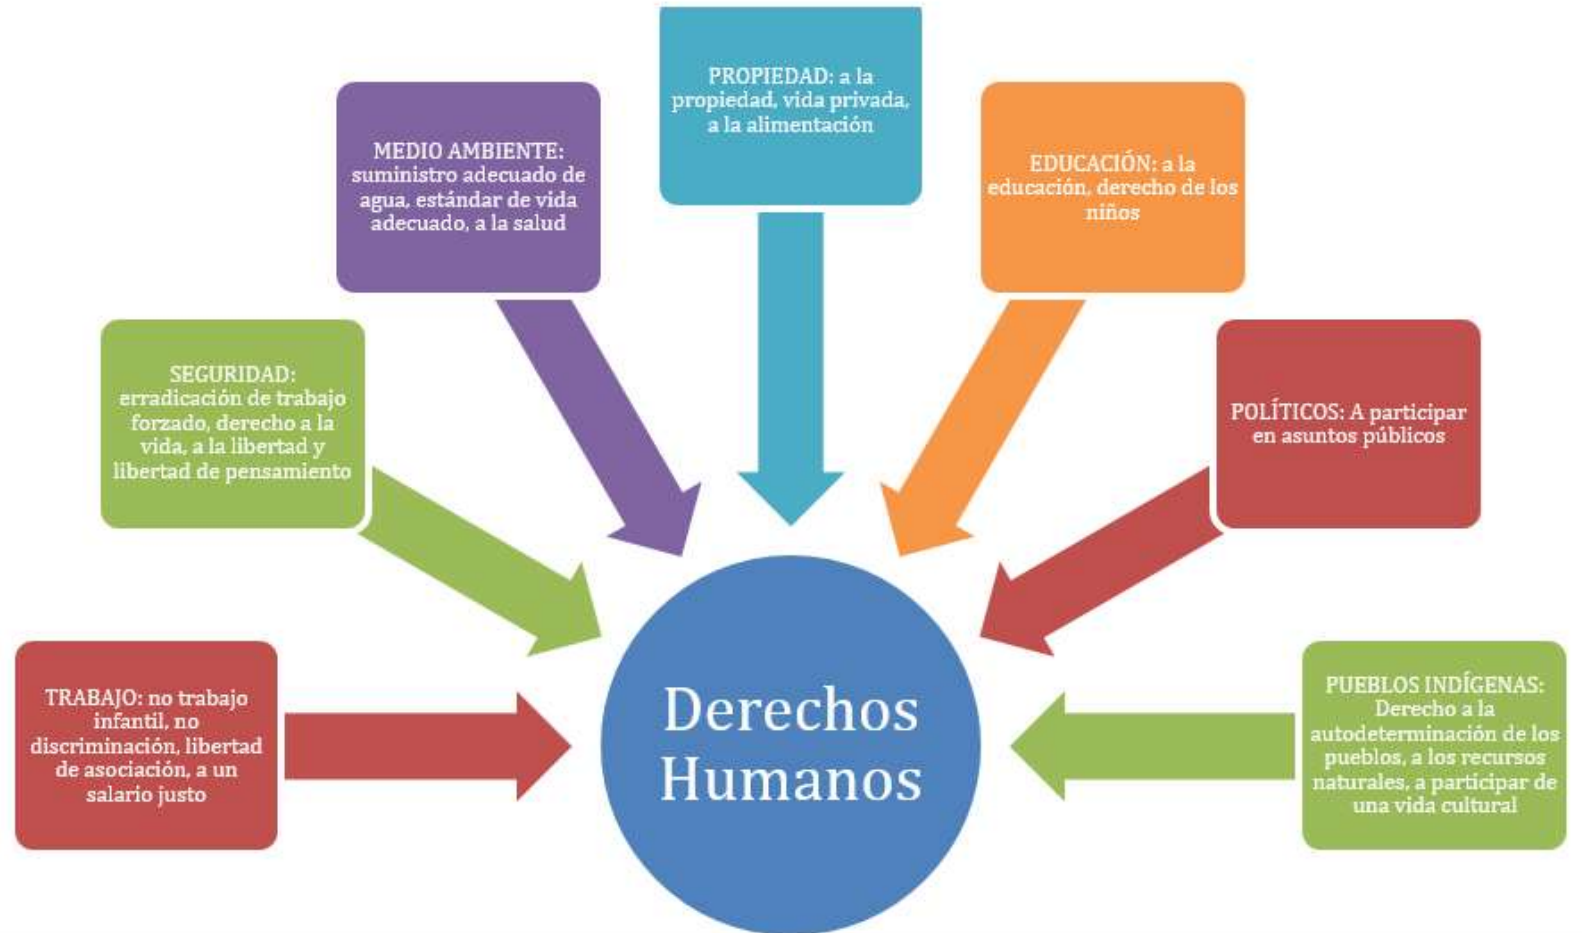 PROPIEDAD: a la
propiedad, vida privada,
a la alimentación
MEDIO AMBIENTE:
suministro adecuado de
agua, estándar de vida
adecuado, a la salud
EDUCACIÓN: a la
educación, derecho de los
niños
SEGURIDAD:
erradicación de trabajo
forzado, derecho a la
vida, a la libertad y
libertad de pensamiento
POLÍTICOS: A participar
en asuntos públicos
TRABAJO: no trabajo
infantil, no
discriminación, libertad
de asociación, a un
salario justo
PUEBLOS INDÍGENAS:
Derecho a la
autodeterminación de los
pueblos, a los recursos
naturales, a participar de
una vida cultural
Derechos
Humanos